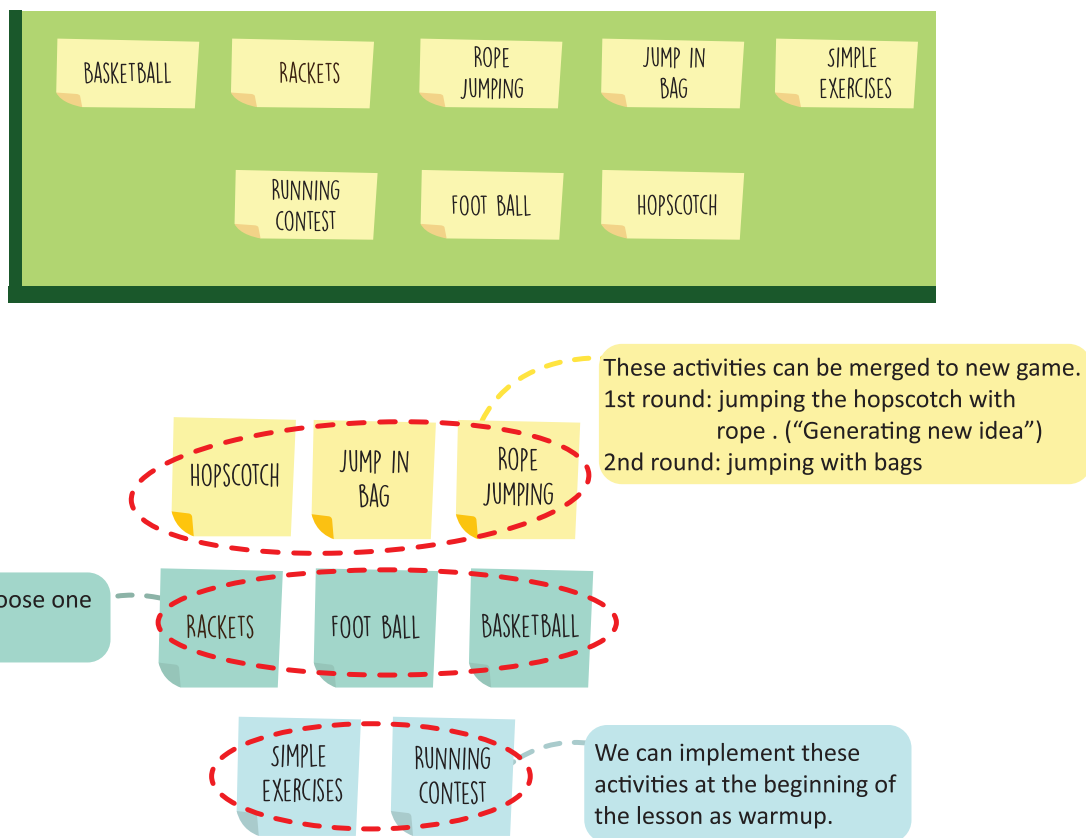 BASKETBALL
RACKETS
ROPE
JUMPING
JUMP IN
BAG
SIMPLE
EXERCISES
RUNNING
CONTEST
FOOT BALL
HOPSCOTCH
These activities can be merged to new game.
1st round: jumping the hopscotch with
rope . (“Generating new idea”)
2nd round: jumping with bags
HOPSCOTCH
JUMP IN
BAG
ROPE
JUMPING
one
RACKETS
FOOT BALL
BASKETBALL
SIMPLE
EXERCISES
RUNNING
CONTEST
We can implement these
activities at the beginning of
the lesson as warmup.